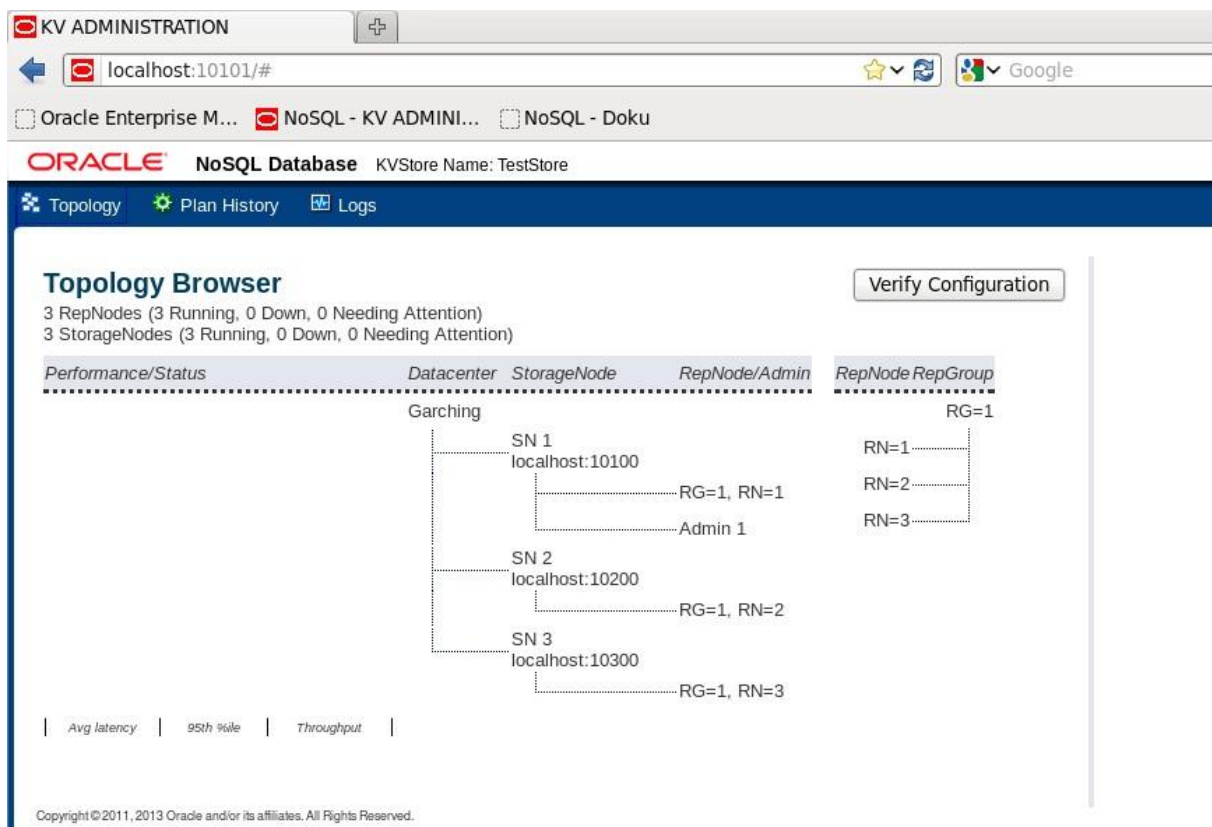 KV ADMINISTRATION
localhost:10101/#
Google
Oracle Enterprise M... NoSQL - KV ADMINI... NoSQL - Doku
ORACLE NoSQL Database KVStore Name: TestStore
Topology Plan History Logs
Topology Browser
Verify Configuration
3 RepNodes (3 Running, 0 Down, 0 Needing Attention)
3 StorageNodes (3 Running, 0 Down, 0 Needing Attention)
Performance/Status Datacenter StorageNode RepNode/Admin RepNode RepGroup
Garching RG=1
SN 1
localhost:10100
RN=1
RG=1, RN=1
RN=2
Admin 1
RN=3
SN 2
localhost:10200
RG=1, RN=2
SN 3
localhost:10300
RG=1, RN=3
Avg latency 95th %ile Throughput
Copyright © 2011, 2013 Oracle and/or its affiliates. All Rights Reserved.